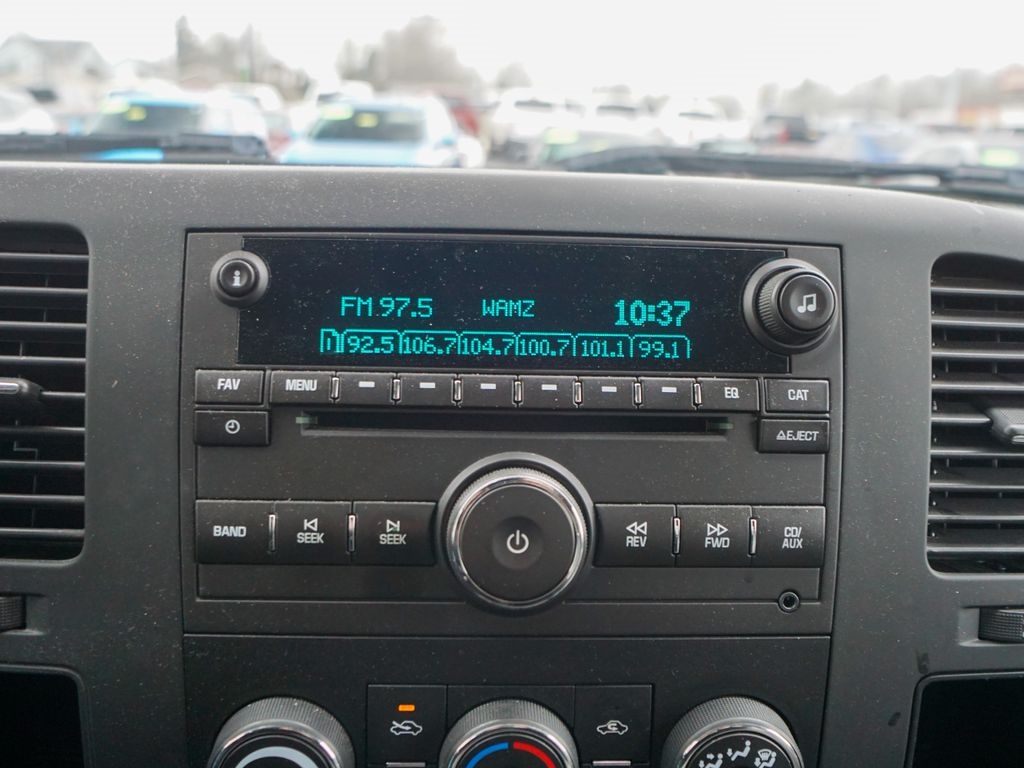 FM 97.5 WAMZ 10:37
1 92.5 106.7 104.7 100.7 101.1 99.1
FAV MENU EQ CAT
EJECT
BAND SEEK SEEK REV FWD CD/
AUX